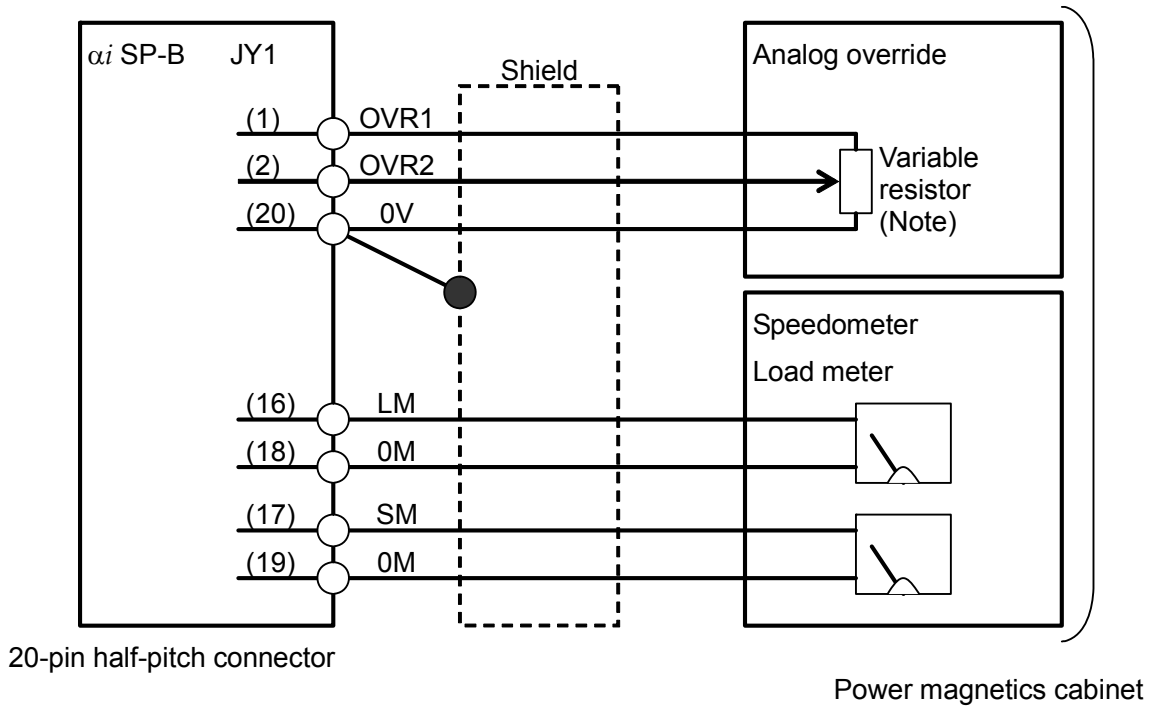 αi SP-B JY1
Shield
Analog override
(1) OVR1
(2) OVR2
(20) 0V
Variable
resistor
(Note)
Speedometer
Load meter
(16) LM
(18) 0M
(17) SM
(19) 0M
20-pin half-pitch connector
Power magnetics cabinet